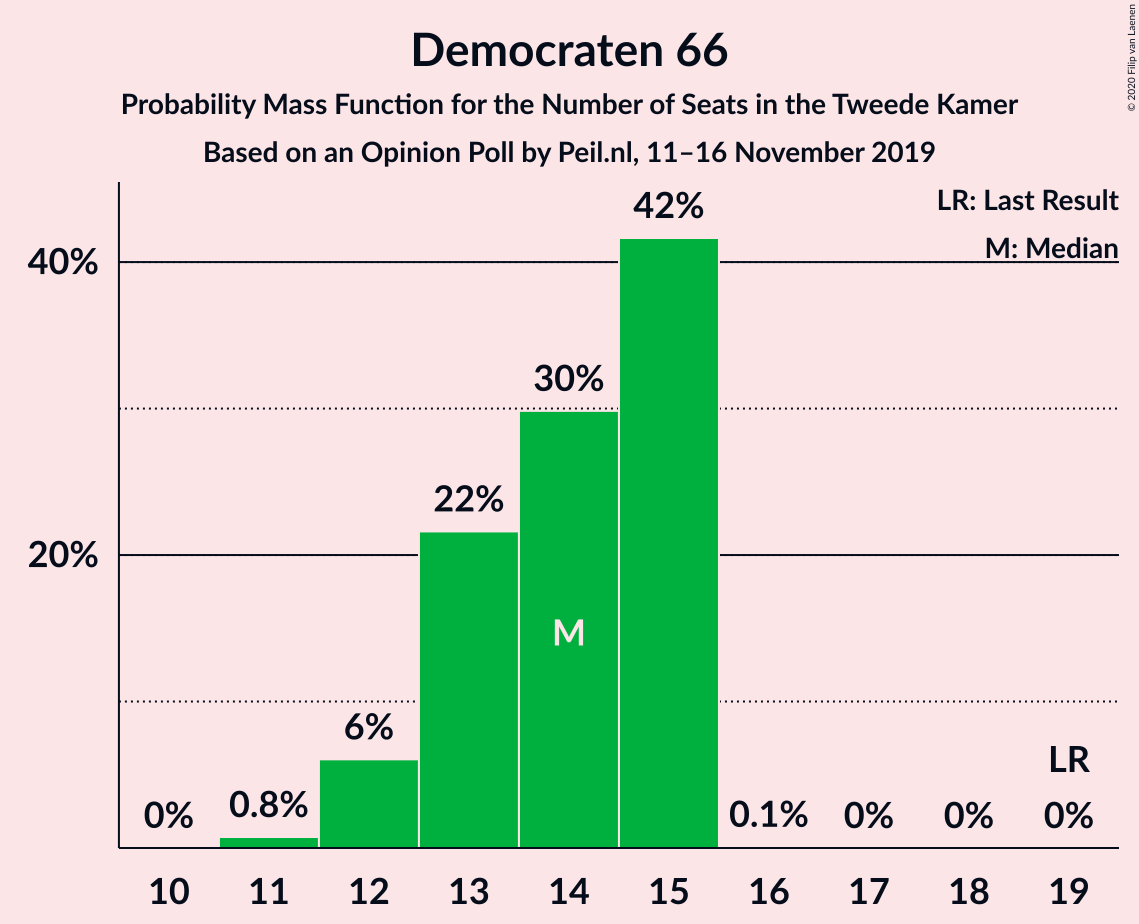 Democraten 66
Probability Mass Function for the Number of Seats in the Tweede Kamer
Based on an Opinion Poll by Peil.nl, 11–16 November 2019
© 2020 Filip van Laenen
LR: Last Result
M: Median
40%
20%
0%
0.8%
6%
22%
30%
42%
0.1%
0%
0%
0%
M
LR
10 11 12 13 14 15 16 17 18 19